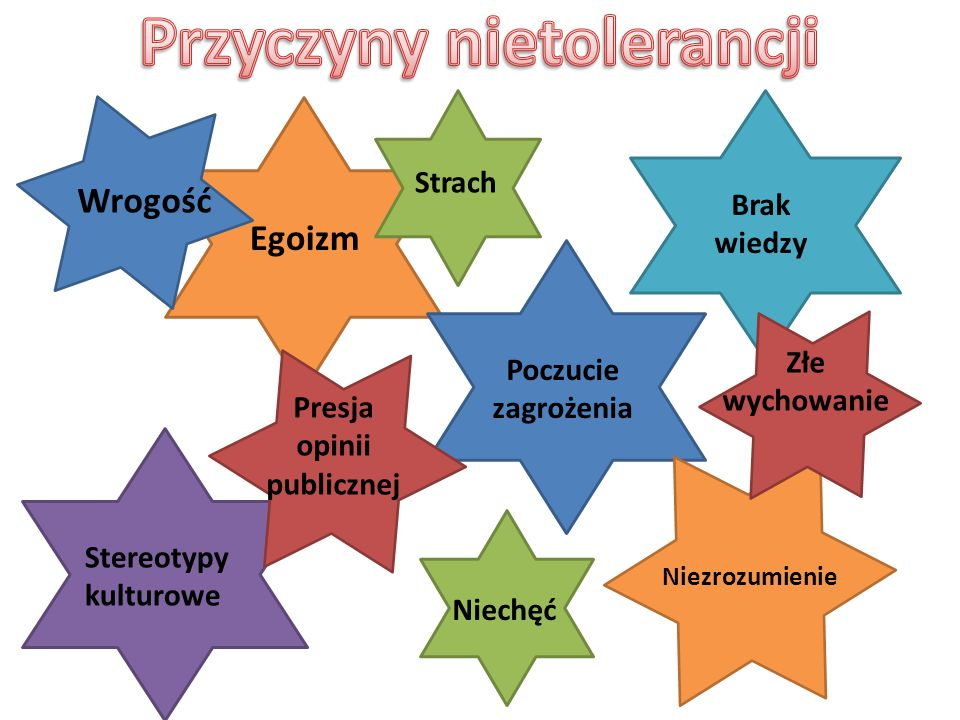 Przyczyny nietolerancji
Wrogość
Egoizm
Strach
Brak
wiedzy
Poczucie
zagrożenia
Złe
wychowanie
Presja
opinii
publicznej
Stereotypy
kulturowe
Niechęć
Niezrozumienie